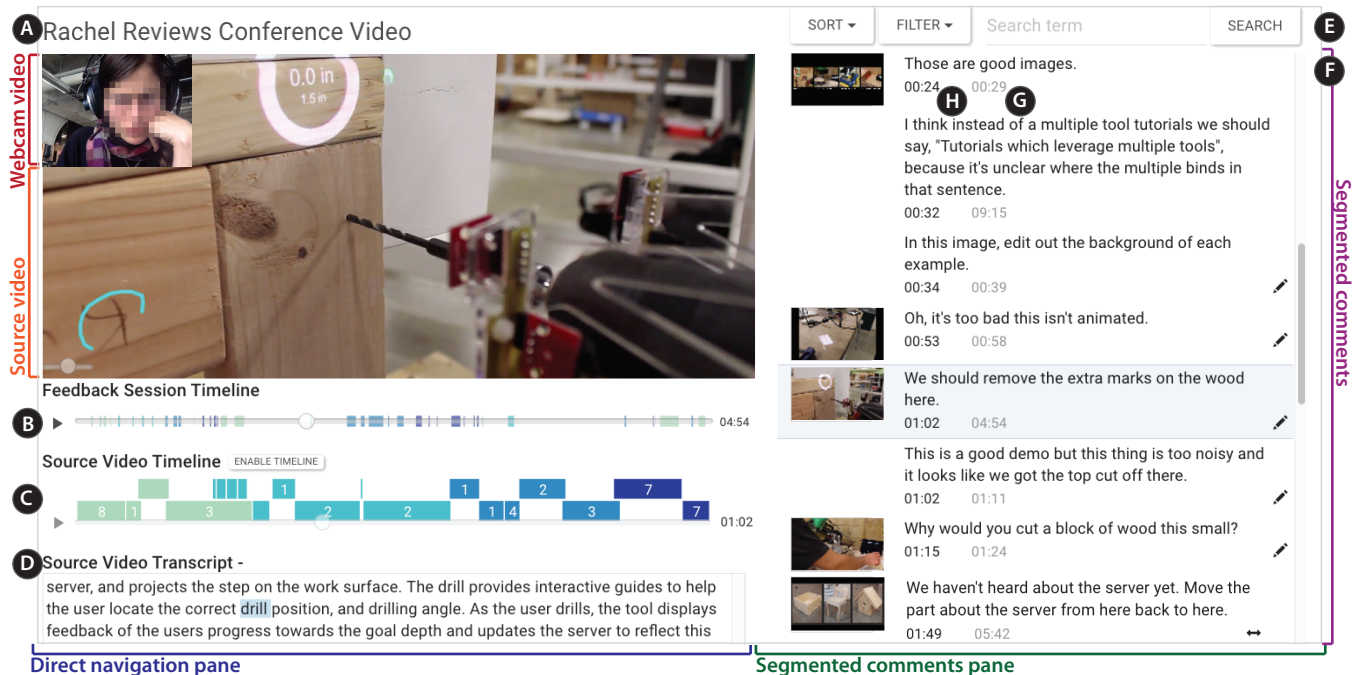 A
Rachel Reviews Conference Video
Webcam video
Source video
0.0 in
1.5 in
Feedback Session Timeline
B
04:54
Source Video Timeline
ENABLE TIMELINE
C
1 1 2 7
8 1 3 2 2 1 4 3 7
01:02
D
Source Video Transcript -
server, and projects the step on the work surface. The drill provides interactive guides to help
the user locate the correct drill position, and drilling angle. As the user drills, the tool displays
feedback of the users progress towards the goal depth and updates the server to reflect this
Direct navigation pane
SORT
FILTER
Search term
SEARCH
E
F
Those are good images.
00:24 00:29
H G
I think instead of a multiple tool tutorials we should
say, "Tutorials which leverage multiple tools",
because it's unclear where the multiple binds in
that sentence.
00:32 09:15
In this image, edit out the background of each
example.
00:34 00:39
Oh, it's too bad this isn't animated.
00:53 00:58
We should remove the extra marks on the wood
here.
01:02 04:54
This is a good demo but this thing is too noisy and
it looks like we got the top cut off there.
01:02 01:11
Why would you cut a block of wood this small?
01:15 01:24
We haven't heard about the server yet. Move the
part about the server from here back to here.
01:49 05:42
Segmented comments
Segmented comments pane